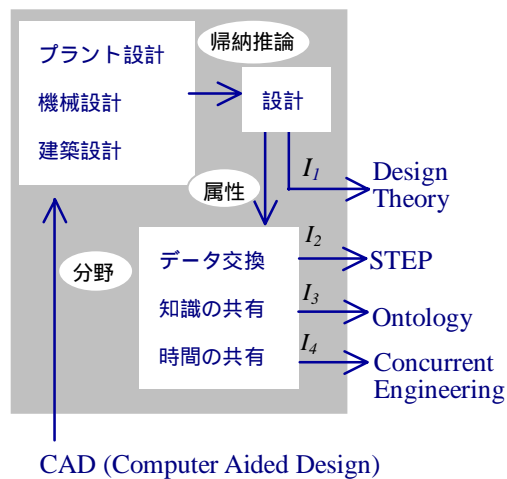 帰納推論
プラント設計
機械設計
建築設計
設計
属性
I1
Design
Theory
分野
データ交換
知識の共有
時間の共有
I2
STEP
I3
Ontology
I4
Concurrent
Engineering
CAD (Computer Aided Design)